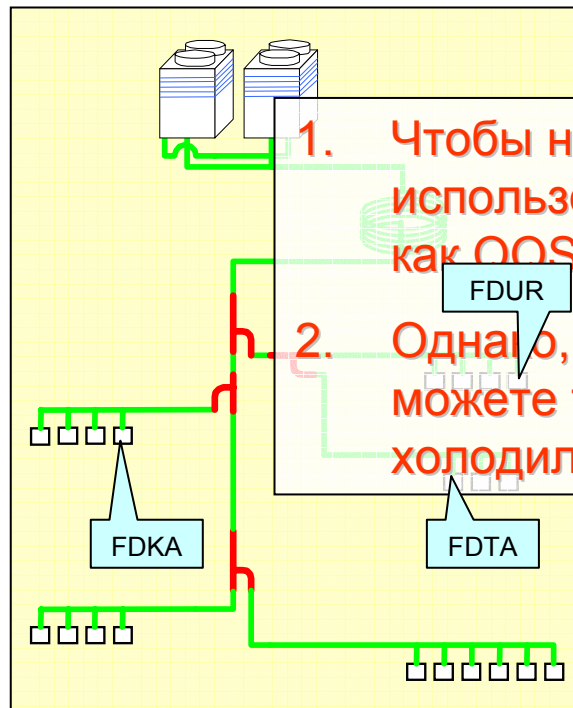 1. Чтобы н
использо
как OOS
FDUR
2. Однако,
можете
холодил
FDKA
FDTA